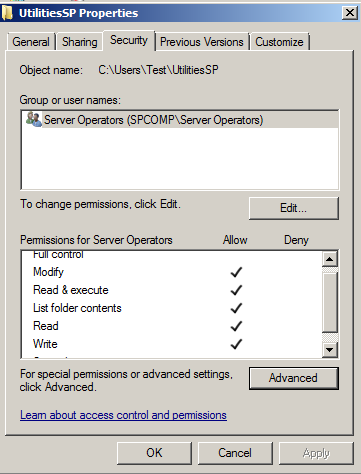 UtilitiesSP Properties
General Sharing Security Previous Versions Customize
Object name: C:\Users\Test\UtilitiesSP
Group or user names:
Server Operators (SPCOMP\Server Operators)
To change permissions, click Edit.
Edit...
Permissions for Server Operators Allow Deny
Full control
Modify
Read & execute
List folder contents
Read
Write
For special permissions or advanced settings,
click Advanced.
Advanced
Learn about access control and permissions
OK Cancel Apply